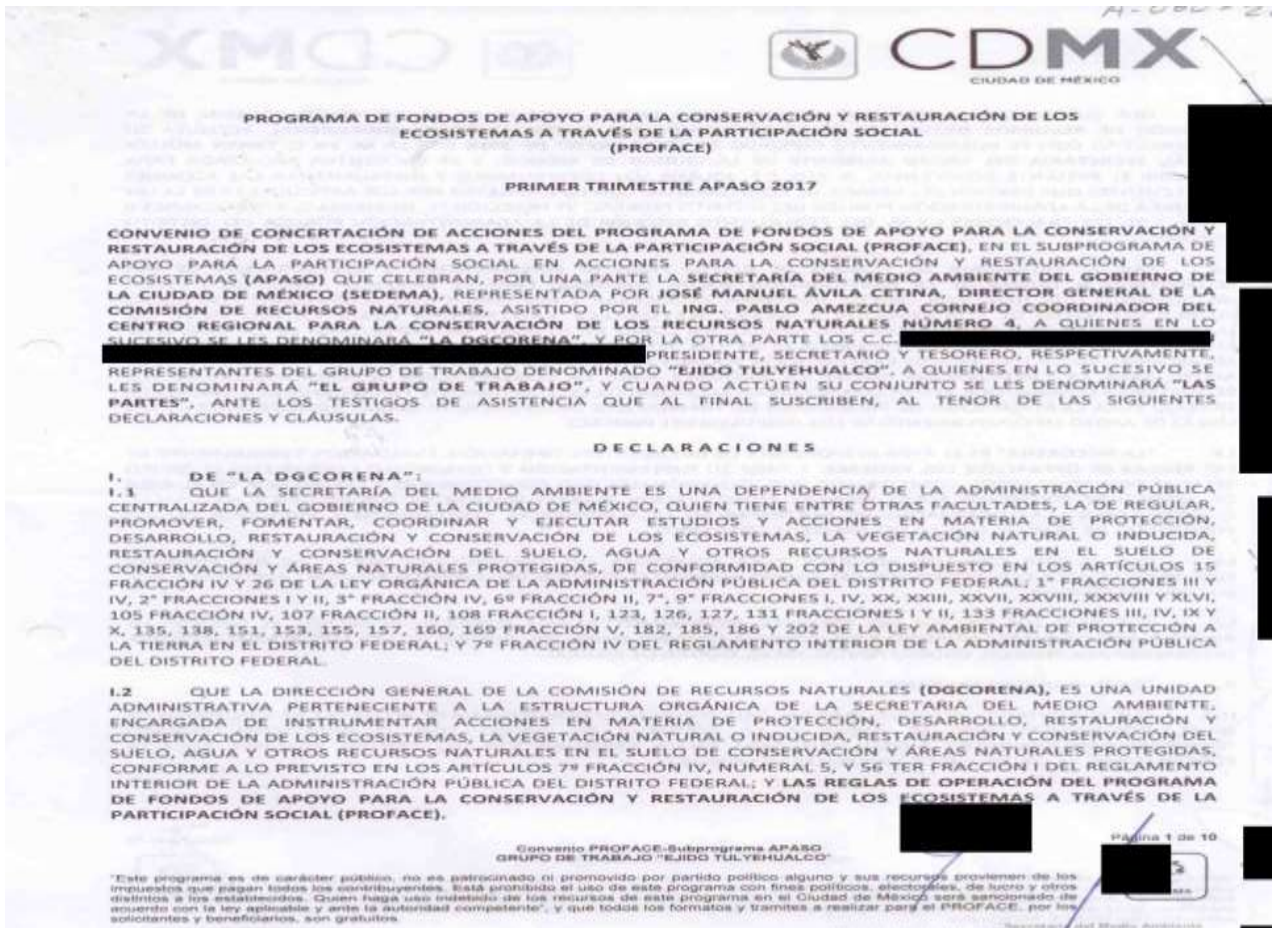 CDMX
CIUDAD DE MÉXICO
PROGRAMA DE FONDOS DE APOYO PARA LA CONSERVACIÓN Y RESTAURACIÓN DE LOS
ECOSISTEMAS A TRAVÉS DE LA PARTICIPACIÓN SOCIAL
(PROFACE)
PRIMER TRIMESTRE APASO 2017
CONVENIO DE CONCERTACIÓN DE ACCIONES DEL PROGRAMA DE FONDOS DE APOYO PARA LA CONSERVACIÓN Y
RESTAURACIÓN DE LOS ECOSISTEMAS A TRAVÉS DE LA PARTICIPACIÓN SOCIAL (PROFACE), EN EL SUBPROGRAMA DE
APOYO PARA LA PARTICIPACIÓN SOCIAL EN ACCIONES PARA LA CONSERVACIÓN Y RESTAURACIÓN DE LOS
ECOSISTEMAS (APASO) QUE CELEBRAN, POR UNA PARTE LA SECRETARÍA DEL MEDIO AMBIENTE DEL GOBIERNO DE
LA CIUDAD DE MÉXICO (SEDEMA), REPRESENTADA POR JOSÉ MANUEL ÁVILA CETINA, DIRECTOR GENERAL DE LA
COMISIÓN DE RECURSOS NATURALES, ASISTIDO POR EL ING. PABLO AMEZCUA CORNEJO COORDINADOR DEL
CENTRO REGIONAL PARA LA CONSERVACIÓN DE LOS RECURSOS NATURALES NÚMERO 4, A QUIENES EN LO
SUCESIVO SE LES DENOMINARÁ "LA DGCORENA", Y POR LA OTRA PARTE LOS C.C.
PRESIDENTE, SECRETARIO Y TESORERO, RESPECTIVAMENTE,
REPRESENTANTES DEL GRUPO DE TRABAJO DENOMINADO "EJIDO TULYEHUALCO", A QUIENES EN LO SUCESIVO SE
LES DENOMINARÁ "EL GRUPO DE TRABAJO", Y CUANDO ACTÚEN SU CONJUNTO SE LES DENOMINARÁ "LAS
PARTES", ANTE LOS TESTIGOS DE ASISTENCIA QUE AL FINAL SUSCRIBEN, AL TENOR DE LAS SIGUIENTES
DECLARACIONES Y CLÁUSULAS.
DECLARACIONES
I. DE "LA DGCORENA":
I.1 QUE LA SECRETARÍA DEL MEDIO AMBIENTE ES UNA DEPENDENCIA DE LA ADMINISTRACIÓN PÚBLICA
CENTRALIZADA DEL GOBIERNO DE LA CIUDAD DE MÉXICO, QUIEN TIENE ENTRE OTRAS FACULTADES, LA DE REGULAR,
PROMOVER, FOMENTAR, COORDINAR Y EJECUTAR ESTUDIOS Y ACCIONES EN MATERIA DE PROTECCIÓN,
DESARROLLO, RESTAURACIÓN Y CONSERVACIÓN DE LOS ECOSISTEMAS, LA VEGETACIÓN NATURAL O INDUCIDA,
RESTAURACIÓN Y CONSERVACIÓN DEL SUELO, AGUA Y OTROS RECURSOS NATURALES EN EL SUELO DE
CONSERVACIÓN Y ÁREAS NATURALES PROTEGIDAS, DE CONFORMIDAD CON LO DISPUESTO EN LOS ARTÍCULOS 15
FRACCIÓN IV Y 26 DE LA LEY ORGÁNICA DE LA ADMINISTRACIÓN PÚBLICA DEL DISTRITO FEDERAL; 1° FRACCIONES III Y
IV, 2° FRACCIONES I Y II, 3° FRACCIÓN IV, 6º FRACCIÓN II, 7°, 9° FRACCIONES I, IV, XX, XXIII, XXVII, XXVIII, XXXVIII Y XLVI,
105 FRACCIÓN IV, 107 FRACCIÓN II, 108 FRACCIÓN I, 123, 126, 127, 131 FRACCIONES I Y II, 133 FRACCIONES III, IV, IX Y
X, 135, 138, 151, 153, 155, 157, 160, 169 FRACCIÓN V, 182, 185, 186 Y 202 DE LA LEY AMBIENTAL DE PROTECCIÓN A
LA TIERRA EN EL DISTRITO FEDERAL; Y 7º FRACCIÓN IV DEL REGLAMENTO INTERIOR DE LA ADMINISTRACIÓN PÚBLICA
DEL DISTRITO FEDERAL.
I.2 QUE LA DIRECCIÓN GENERAL DE LA COMISIÓN DE RECURSOS NATURALES (DGCORENA), ES UNA UNIDAD
ADMINISTRATIVA PERTENECIENTE A LA ESTRUCTURA ORGÁNICA DE LA SECRETARIA DEL MEDIO AMBIENTE,
ENCARGADA DE INSTRUMENTAR ACCIONES EN MATERIA DE PROTECCIÓN, DESARROLLO, RESTAURACIÓN Y
CONSERVACIÓN DE LOS ECOSISTEMAS, LA VEGETACIÓN NATURAL O INDUCIDA, RESTAURACIÓN Y CONSERVACIÓN DEL
SUELO, AGUA Y OTROS RECURSOS NATURALES EN EL SUELO DE CONSERVACIÓN Y ÁREAS NATURALES PROTEGIDAS,
CONFORME A LO PREVISTO EN LOS ARTÍCULOS 7º FRACCIÓN IV, NUMERAL 5, Y 56 TER FRACCIÓN I DEL REGLAMENTO
INTERIOR DE LA ADMINISTRACIÓN PÚBLICA DEL DISTRITO FEDERAL; Y LAS REGLAS DE OPERACIÓN DEL PROGRAMA
DE FONDOS DE APOYO PARA LA CONSERVACIÓN Y RESTAURACIÓN DE LOS ECOSISTEMAS A TRAVÉS DE LA
PARTICIPACIÓN SOCIAL (PROFACE).
Página 1 de 10
Convenio PROFACE-Subprograma APASO
GRUPO DE TRABAJO "EJIDO TULYEHUALCO"
"Este programa es de carácter público, no es patrocinado ni promovido por partido político alguno y sus recursos provienen de los
impuestos que pagan todos los contribuyentes. Está prohibido el uso de este programa con fines políticos, electorales, de lucro y otros
distintos a los establecidos. Quien haga uso indebido de los recursos de este programa en el Ciudad de México será sancionado de
acuerdo con la ley aplicable y ante la autoridad competente", y que todos los formatos y tramites a realizar para el PROFACE, por los
solicitantes y beneficiarios, son gratuitos.
Secretaría del Medio Ambiente